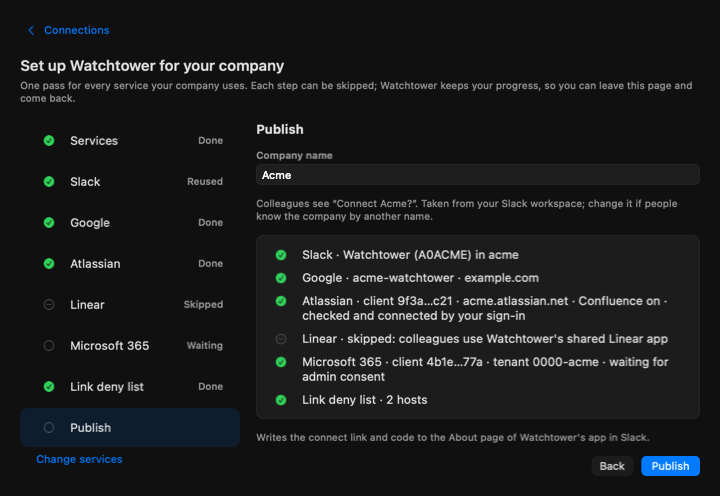 Connections
Set up Watchtower for your company
One pass for every service your company uses. Each step can be skipped; Watchtower keeps your progress, so you can leave this page and
come back.
Services Done
Slack Reused
Google Done
Atlassian Done
Linear Skipped
Microsoft 365 Waiting
Link deny list Done
Publish
Change services
Publish
Company name
Acme
Colleagues see “Connect Acme?”. Taken from your Slack workspace; change it if people
know the company by another name.
Slack · Watchtower (A0ACME) in acme
Google · acme-watchtower · example.com
Atlassian · client 9f3a…c21 · acme.atlassian.net · Confluence on ·
checked and connected by your sign-in
Linear · skipped: colleagues use Watchtower's shared Linear app
Microsoft 365 · client 4b1e…77a · tenant 0000-acme · waiting for
admin consent
Link deny list · 2 hosts
Writes the connect link and code to the About page of Watchtower's app in Slack.
Back Publish